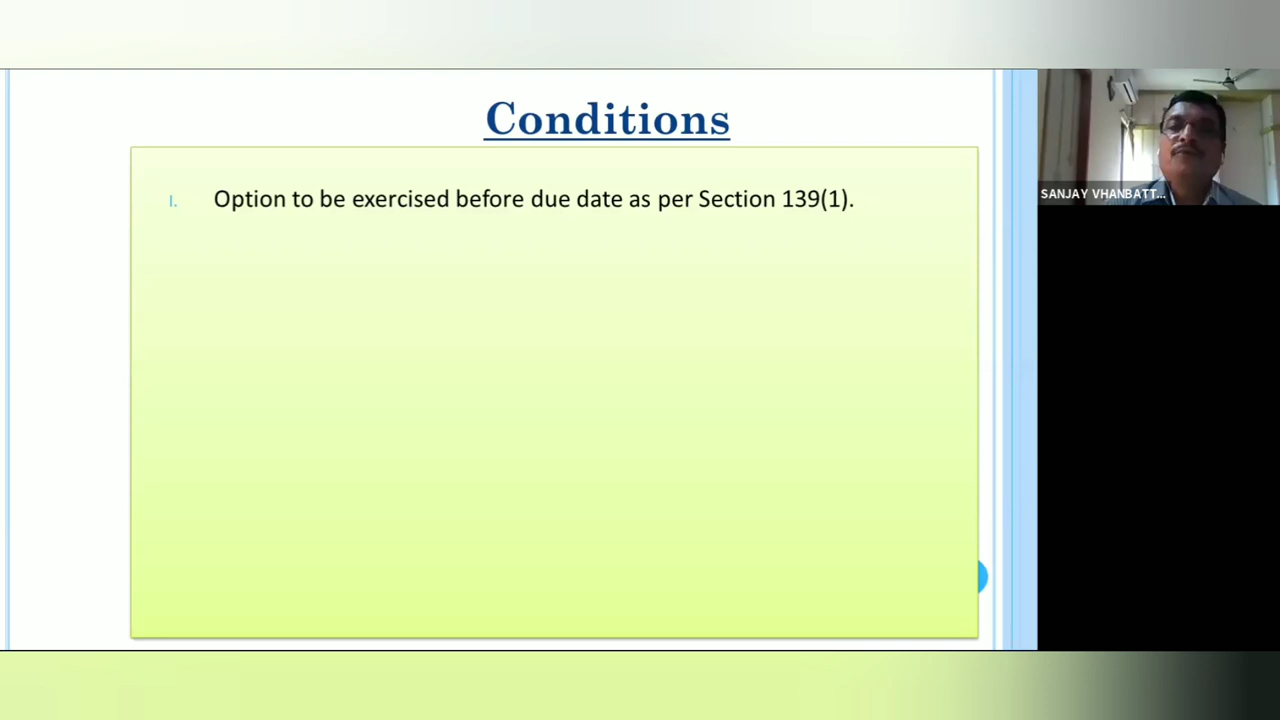 Conditions
I. Option to be exercised before due date as per Section 139(1).
SANJAY VHANBATT...